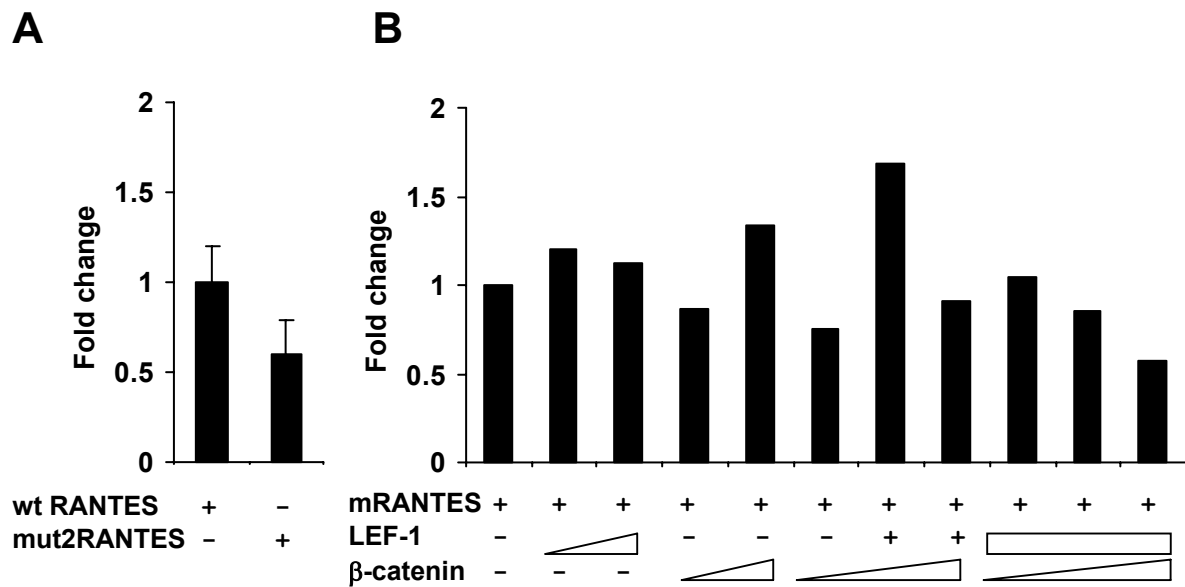 A
B
Fold change
2
1.5
1
0.5
0
wt RANTES + −
mut2RANTES − +
Fold change
2
1.5
1
0.5
0
mRANTES + + + + + + + + + + +
LEF-1 − − − − + +
β-catenin − − −